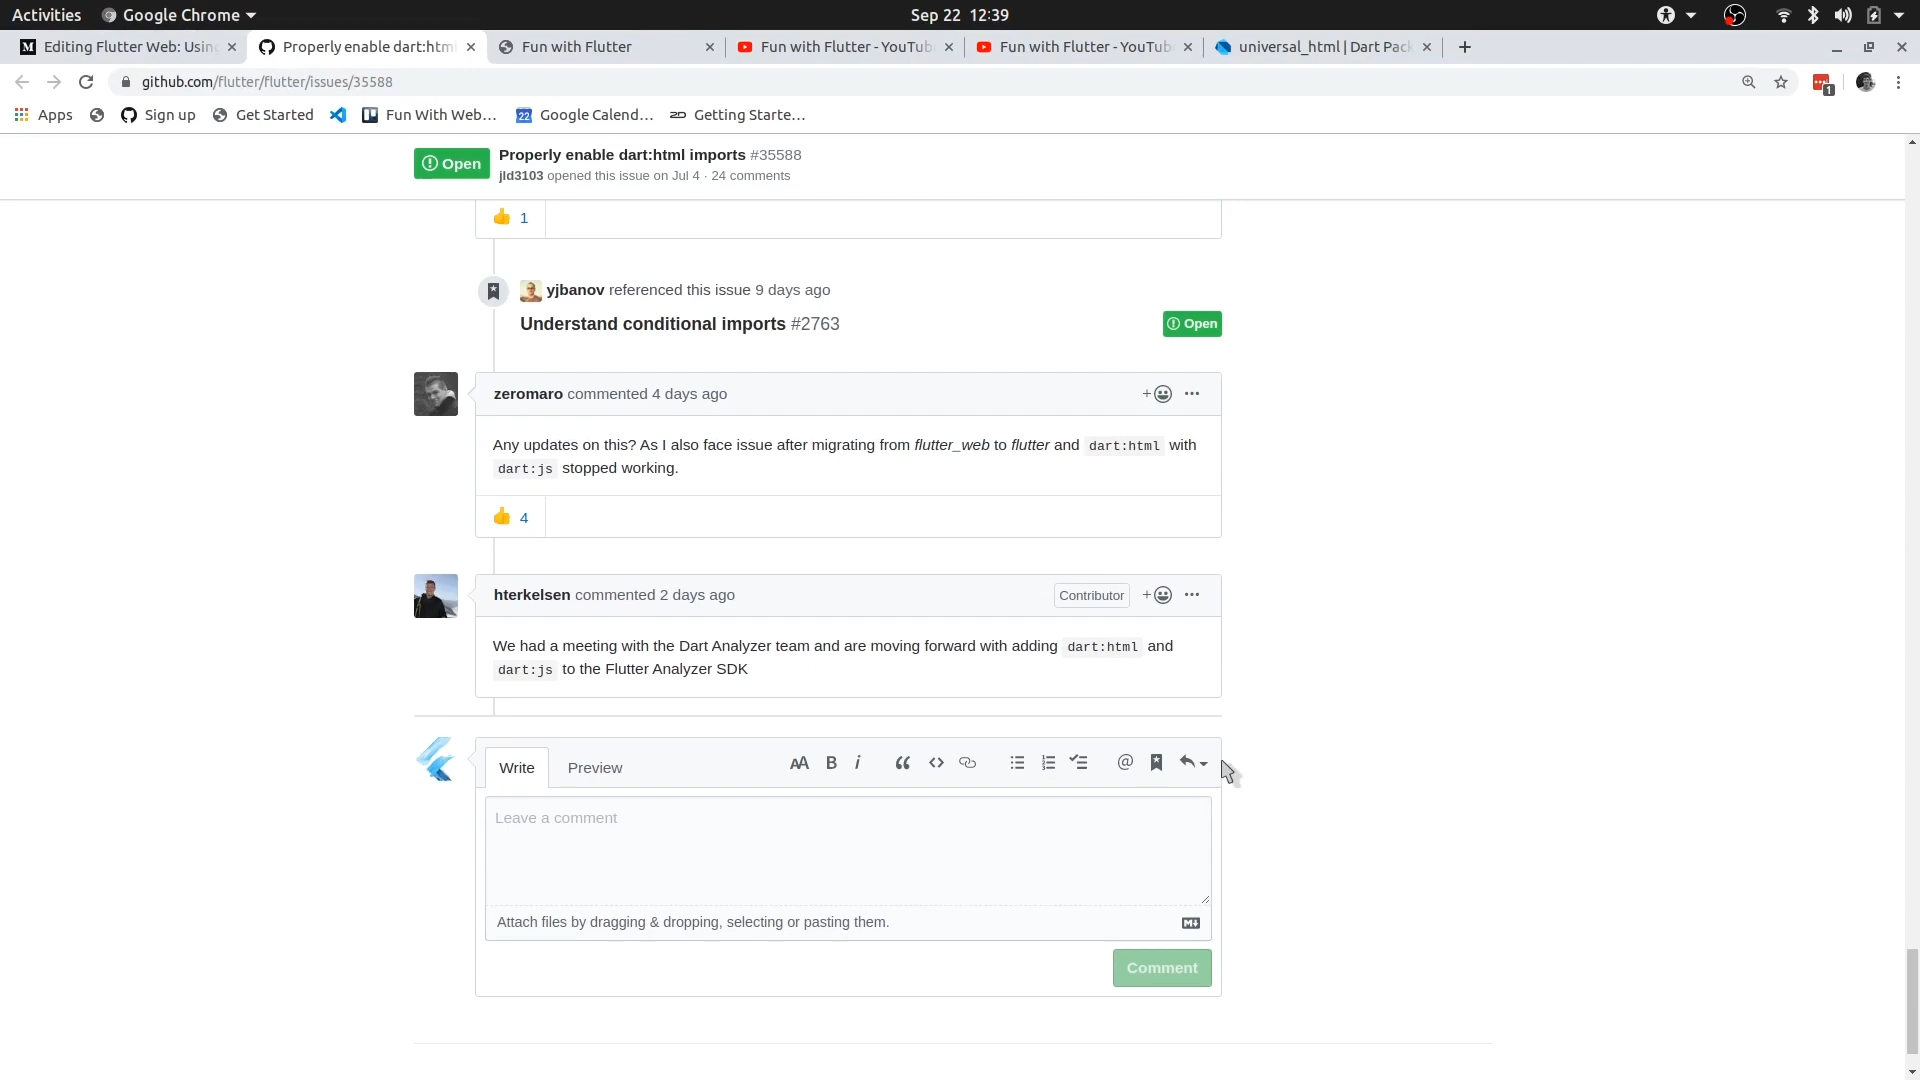 Activities
Google Chrome
Sep 22 12:39
Editing Flutter Web: Usin
Properly enable dart:html
Fun with Flutter
Fun with Flutter - YouTub
Fun with Flutter - YouTub
universal_html | Dart Pack
github.com/flutter/flutter/issues/35588
1
Apps
Sign up
Get Started
Fun With Web...
22
Google Calend...
Getting Starte...
Open
Properly enable dart:html imports #35588
jld3103 opened this issue on Jul 4 · 24 comments
1
yjbanov referenced this issue 9 days ago
Understand conditional imports #2763
Open
zeromaro commented 4 days ago
Any updates on this? As I also face issue after migrating from flutter_web to flutter and dart:html with
dart:js stopped working.
4
hterkelsen commented 2 days ago
Contributor
We had a meeting with the Dart Analyzer team and are moving forward with adding dart:html and
dart:js to the Flutter Analyzer SDK
Write
Preview
AA B i
Leave a comment
Attach files by dragging & dropping, selecting or pasting them.
Comment